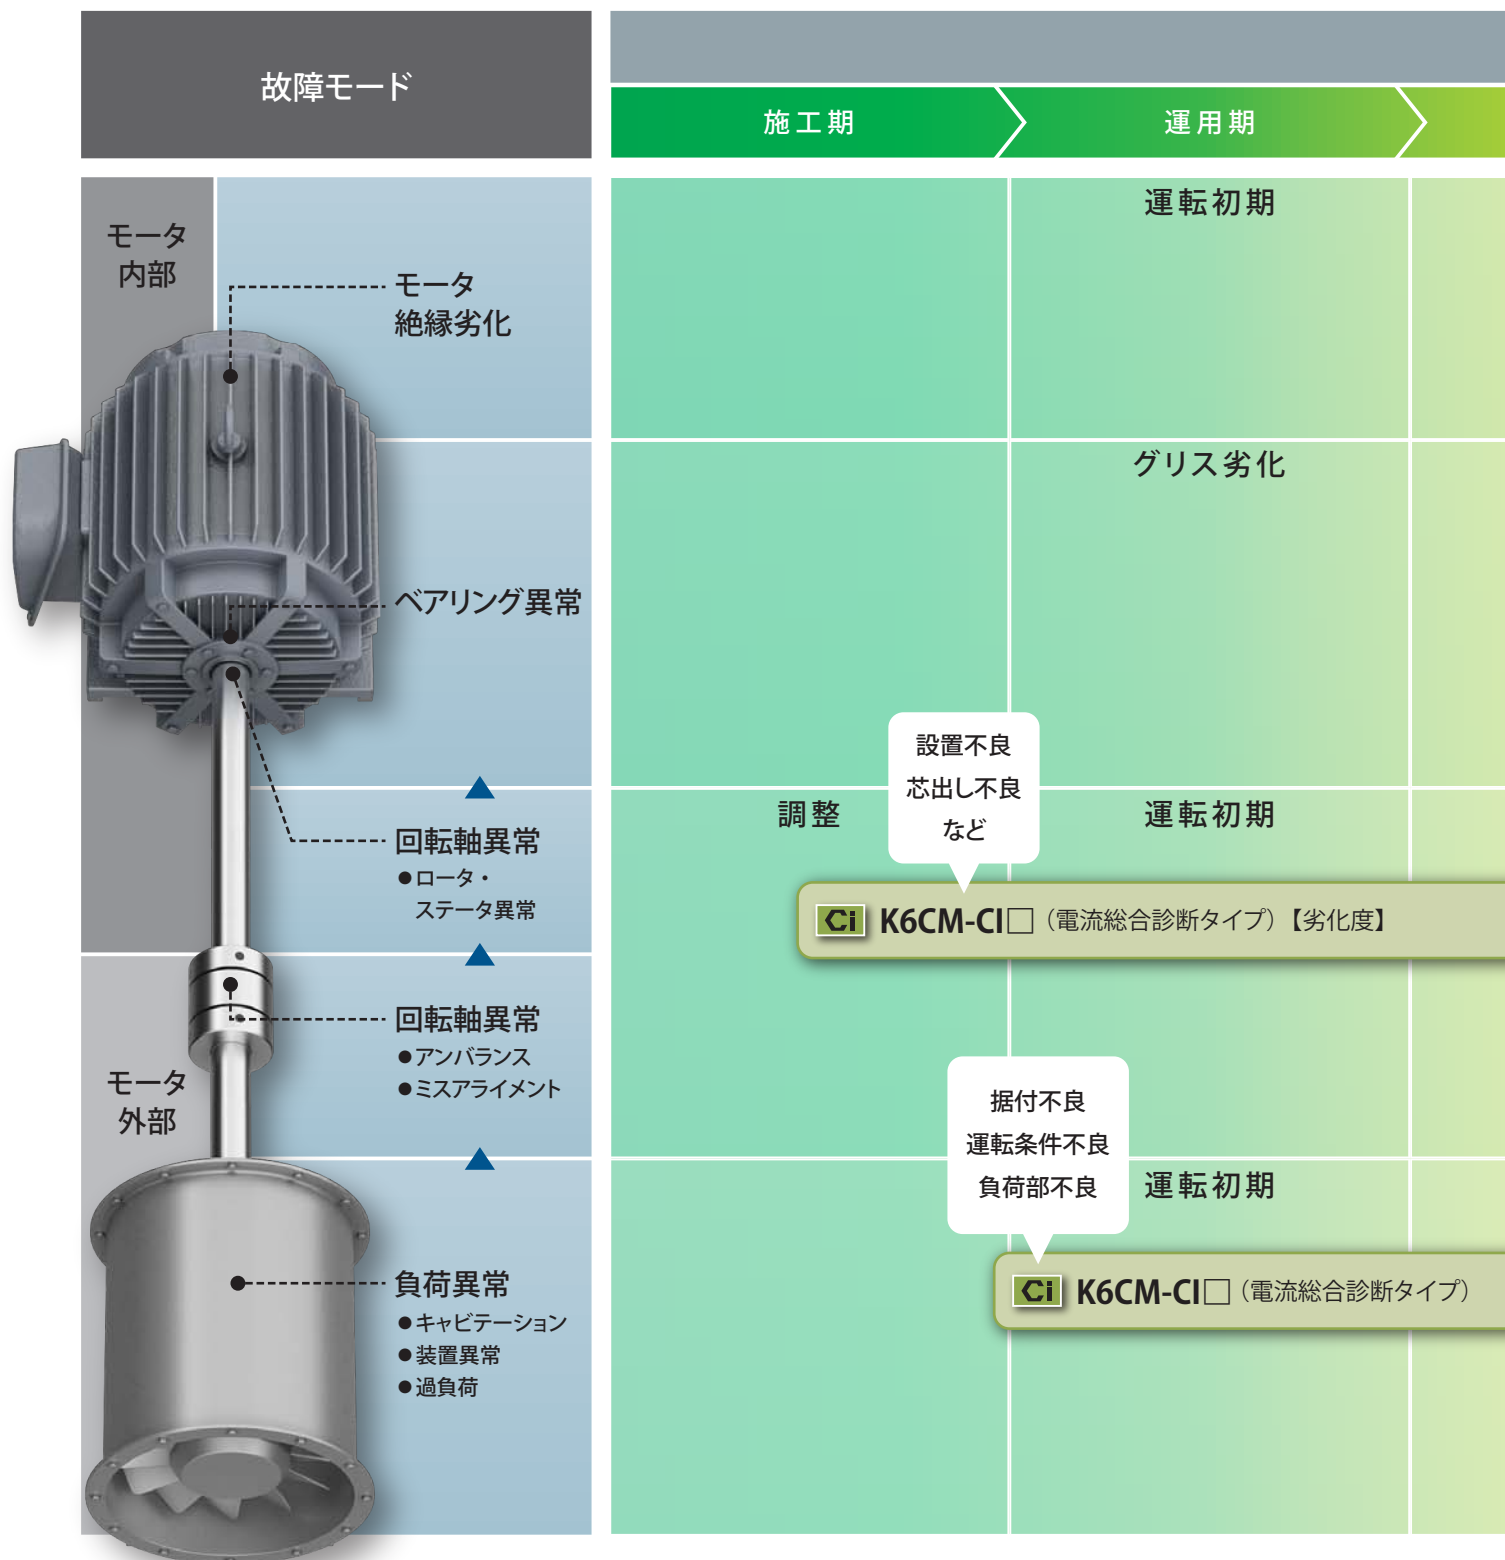 故障モード
施工期
運用期
モータ
内部
モータ
絶縁劣化
運転初期
ベアリング異常
グリス劣化
回転軸異常
●ロータ・
ステータ異常
調整
設置不良
芯出し不良
など
運転初期
Ci K6CM-CI□（電流総合診断タイプ）【劣化度】
モータ
外部
回転軸異常
●アンバランス
●ミスアライメント
据付不良
運転条件不良
負荷部不良
運転初期
負荷異常
●キャビテーション
●装置異常
●過負荷
Ci K6CM-CI□（電流総合診断タイプ）